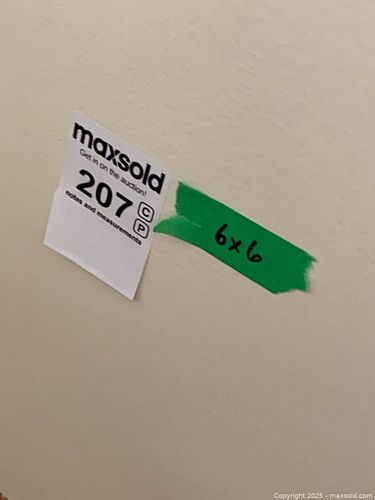 maxsold
Get in on the auction!
207 C
P
notes and measurements
6x6
Copyright 2025 - maxsold.com